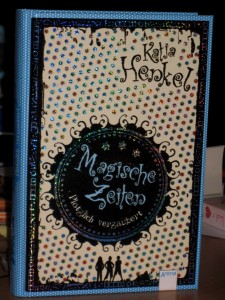 Katja
Henkel
Magische
Zeiten
Plötzlich verzaubert
Arena